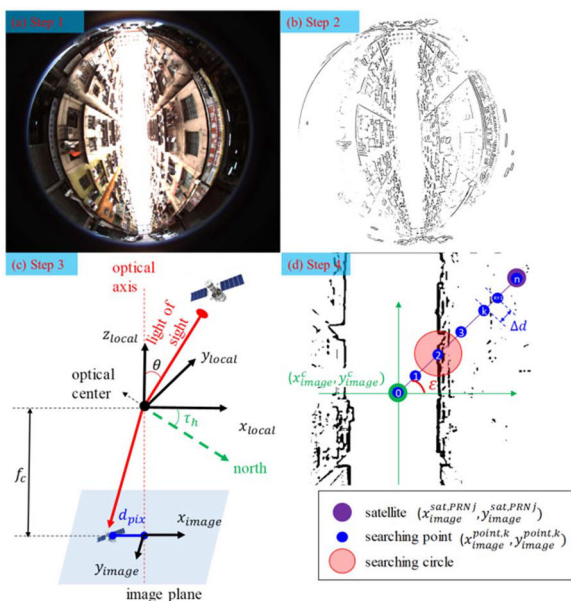 (a) Step 1
(b) Step 2
(c) Step 3
optical
axis
light of
sight
z_local
θ
y_local
optical
center
x_local
τ_h
north
f_c
d_pix
x_image
y_image
image plane
(d) Step 4
n
k+1
k
Δd
3
2
1
0
(x^c_image, y^c_image)
ε
satellite (x^{sat,PRN j}_image, y^{sat,PRN j}_image)
searching point (x^{point,k}_image, y^{point,k}_image)
searching circle